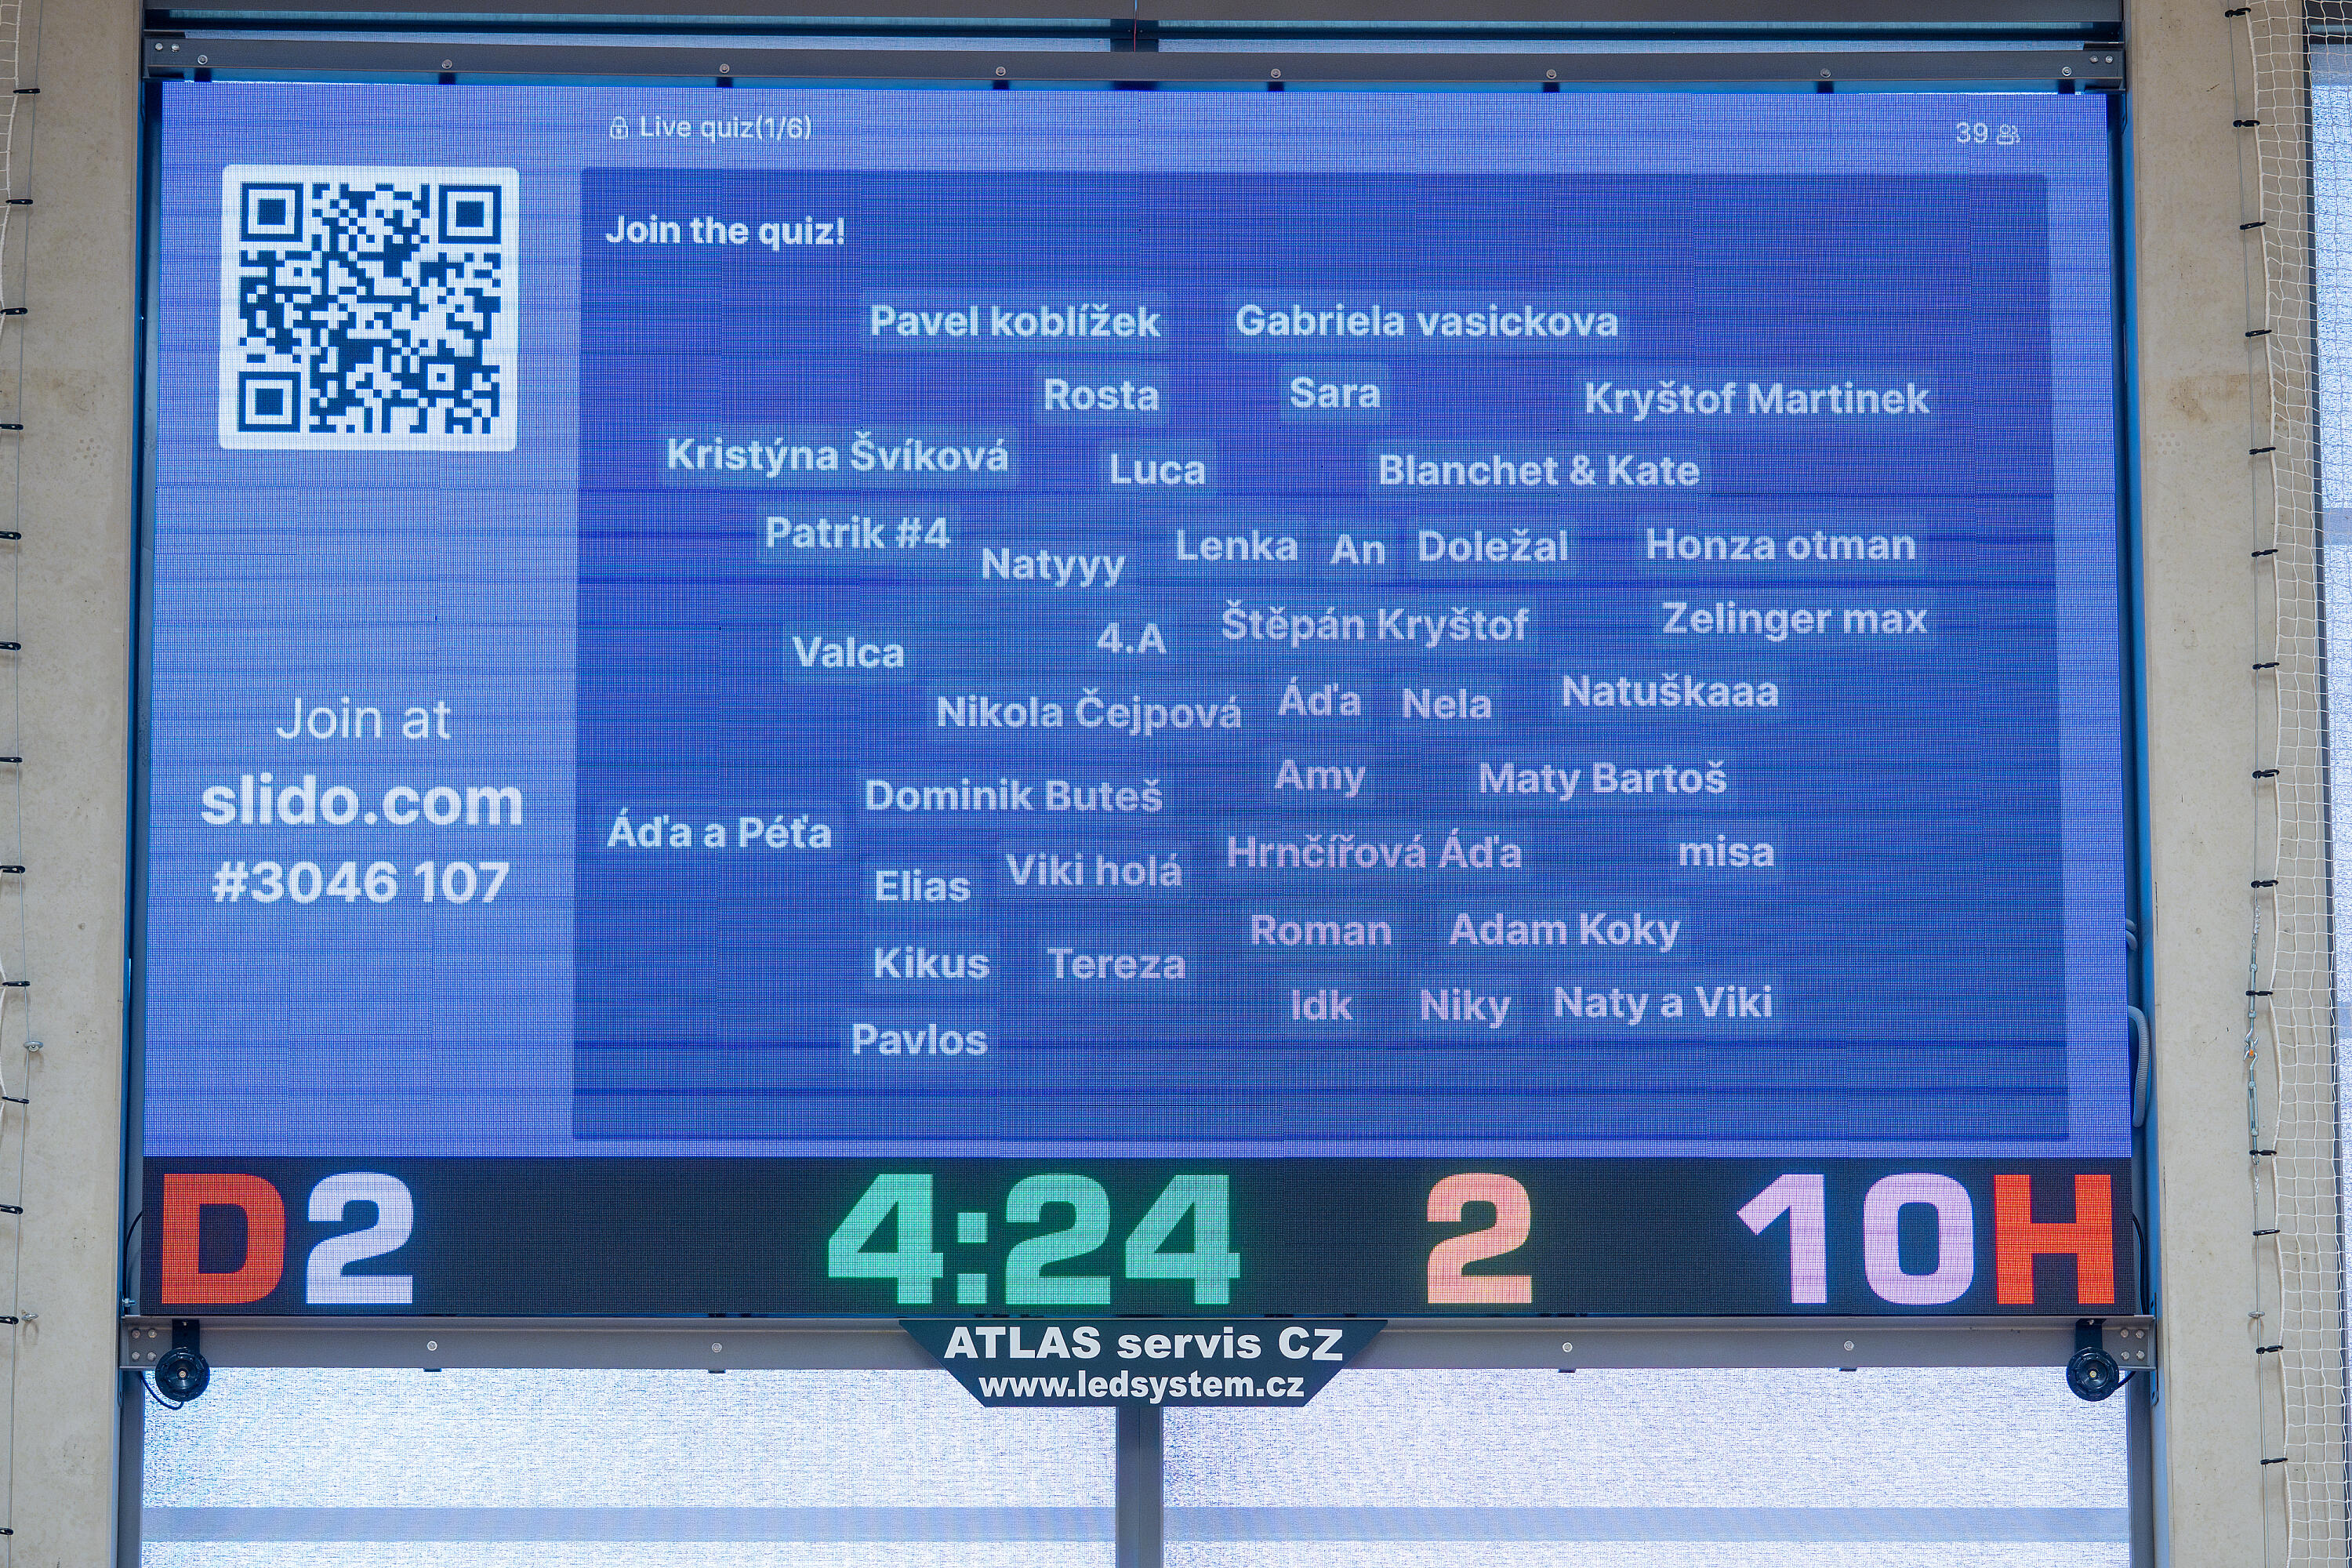 Live quiz(1/6)
39
Join the quiz!
Pavel koblížek Gabriela vasickova
Rosta Sara Kryštof Martinek
Kristýna Švíková Luca Blanchet & Kate
Patrik #4 Natyyy Lenka An Doležal Honza otman
Valca 4.A Štěpán Kryštof Zelinger max
Nikola Čejpová Áďa Nela Natuškaaa
Dominik Buteš Amy Maty Bartoš
Áďa a Péťa Hrnčířová Áďa misa
Elias Viki holá
Roman Adam Koky
Kikus Tereza
Idk Niky Naty a Viki
Pavlos
Join at
slido.com
#3046 107
D2 4:24 2 10H
ATLAS servis CZ
www.ledsystem.cz